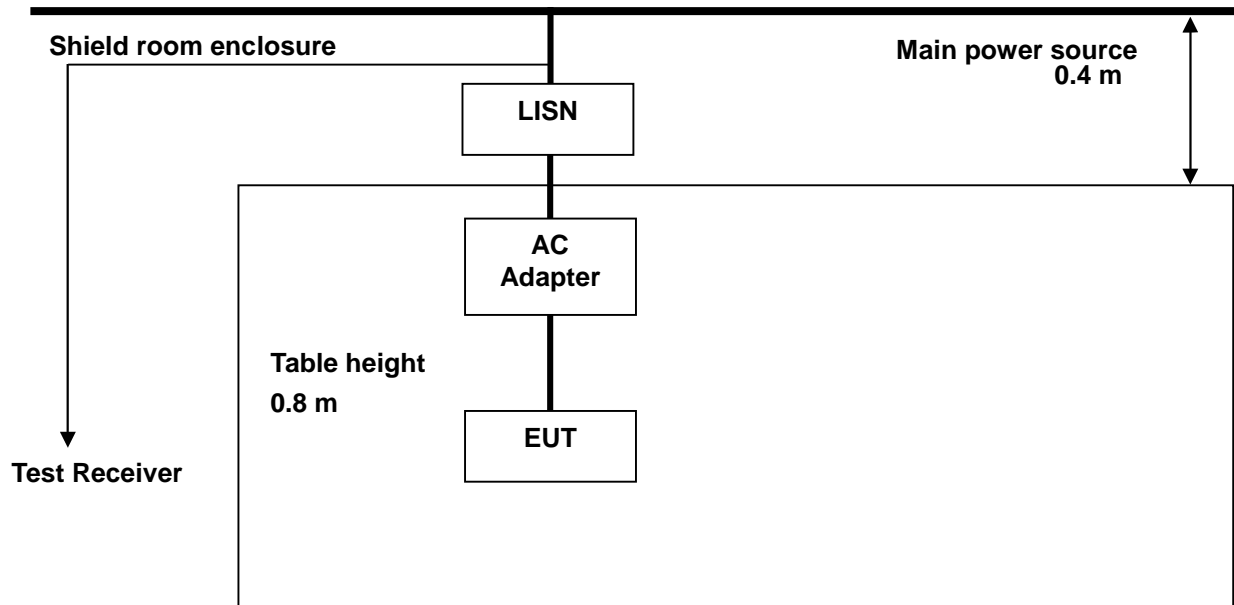 Shield room enclosure
Main power source
0.4 m
LISN
AC
Adapter
Table height
0.8 m
EUT
Test Receiver